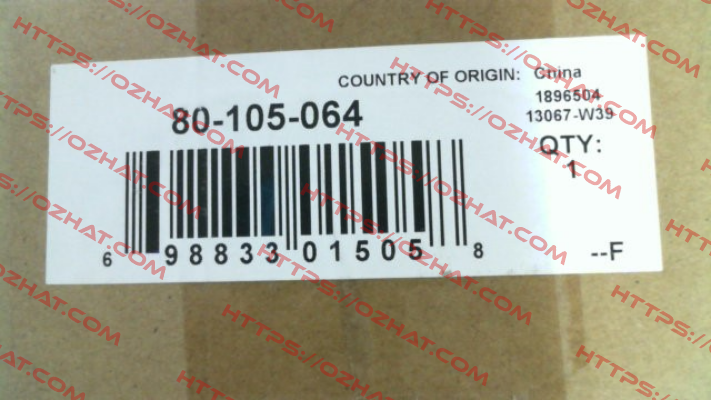 COUNTRY OF ORIGIN: China
1896504
80-105-064
13067-W39
QTY:
1
6 98833 01505 8
--F
HTTPS://OZHAT.COM